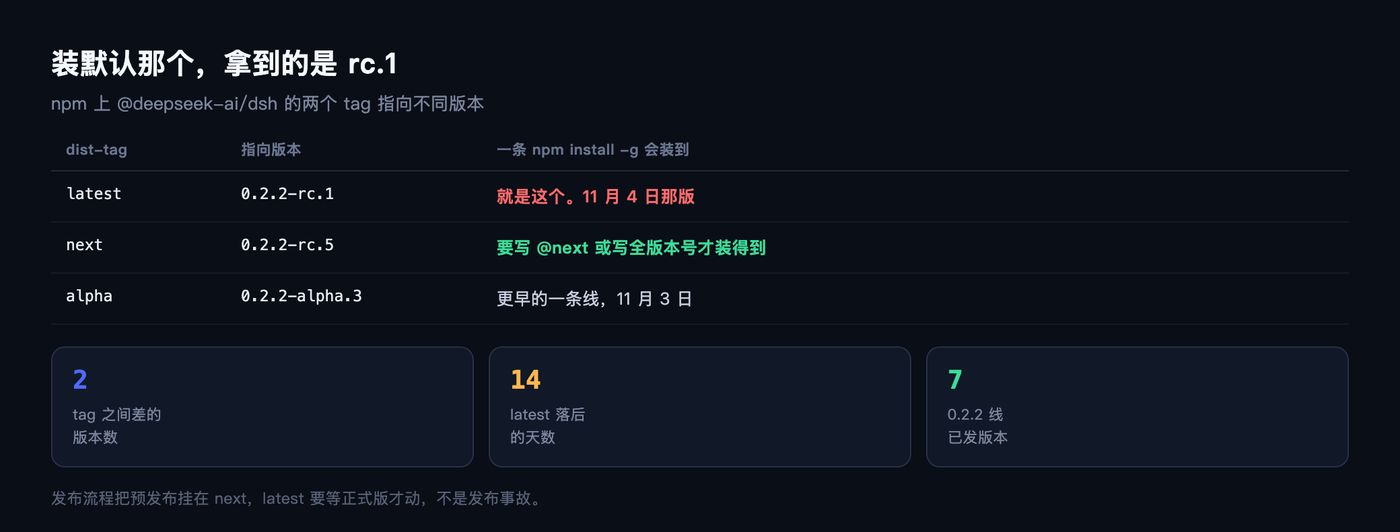 装默认那个，拿到的是 rc.1
npm 上 @deepseek-ai/dsh 的两个 tag 指向不同版本
dist-tag 指向版本 一条 npm install -g 会装到
latest 0.2.2-rc.1 就是这个。11 月 4 日那版
next 0.2.2-rc.5 要写 @next 或写全版本号才装得到
alpha 0.2.2-alpha.3 更早的一条线，11 月 3 日
2
tag 之间差的
版本数
14
latest 落后
的天数
7
0.2.2 线
已发版本
发布流程把预发布挂在 next，latest 要等正式版才动，不是发布事故。